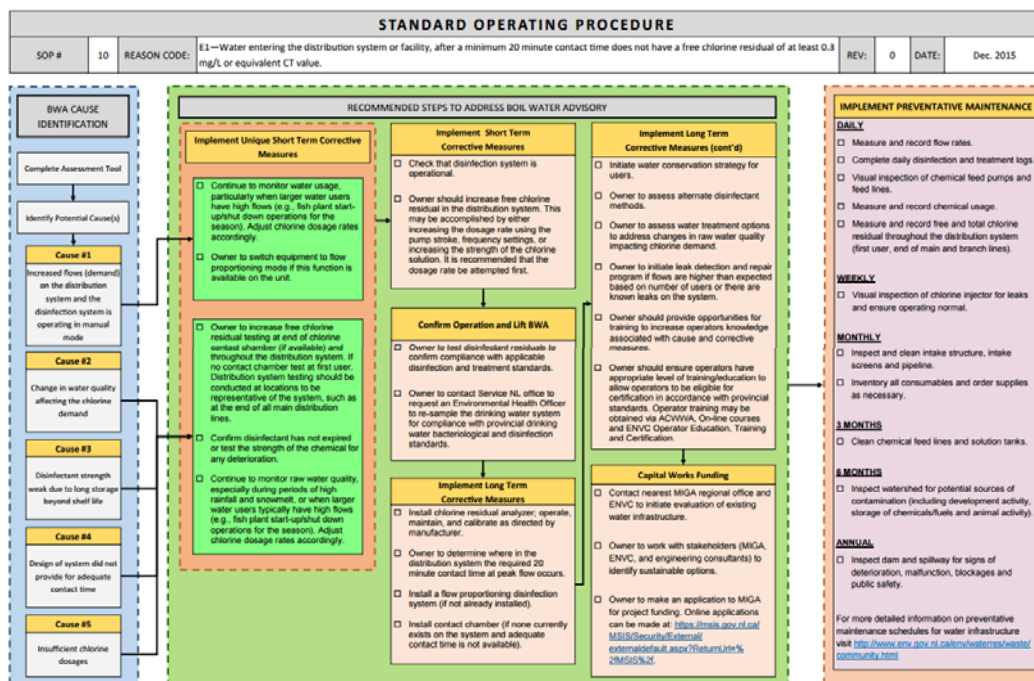 STANDARD OPERATING PROCEDURE
SOP #
10
REASON CODE:
E1—Water entering the distribution system or facility, after a minimum 20 minute contact time does not have a free chlorine residual of at least 0.3
mg/L or equivalent CT value.
REV:
0
DATE:
Dec. 2015
BWA CAUSE
IDENTIFICATION
Complete Assessment Tool
Identify Potential Cause(s)
Cause #1
Increased flows (demand)
on the distribution
system and the
disinfection system is
operating in manual
mode
Cause #2
Change in water quality
affecting the chlorine
demand
Cause #3
Disinfectant strength
weak due to long storage
beyond shelf life
Cause #4
Design of system did not
provide for adequate
contact time
Cause #5
Insufficient chlorine
dosages
RECOMMENDED STEPS TO ADDRESS BOIL WATER ADVISORY
Implement Unique Short Term Corrective
Measures
Continue to monitor water usage,
particularly when larger water users
have high flows (e.g., fish plant start-
up/shut down operations for the
season). Adjust chlorine dosage rates
accordingly.
Owner to switch equipment to flow
proportioning mode if this function is
available on the unit.
Owner to increase free chlorine
residual testing at end of chlorine
contact chamber (if available) and
throughout the distribution system. If
no contact chamber test at first user.
Distribution system testing should be
conducted at locations to be
representative of the system, such as
at the end of all main distribution
lines.
Confirm disinfectant has not expired
or test the strength of the chemical for
any deterioration.
Continue to monitor raw water quality,
especially during periods of high
rainfall and snowmelt, or when larger
water users typically have high flows
(e.g., fish plant start-up/shut down
operations for the season). Adjust
chlorine dosage rates accordingly.
Implement Short Term
Corrective Measures
Check that disinfection system is
operational.
Owner should increase free chlorine
residual in the distribution system. This
may be accomplished by either
increasing the dosage rate using the
pump stroke, frequency settings, or
increasing the strength of the chlorine
solution. It is recommended that the
dosage rate be attempted first.
Confirm Operation and Lift BWA
Owner to test disinfectant residuals to
confirm compliance with applicable
disinfection and treatment standards.
Owner to contact Service NL office to
request an Environmental Health Officer
to re-sample the drinking water system
for compliance with provincial drinking
water bacteriological and disinfection
standards.
Implement Long Term
Corrective Measures
Install chlorine residual analyzer; operate,
maintain, and calibrate as directed by
manufacturer.
Owner to determine where in the
distribution system the required 20
minute contact time at peak flow occurs.
Install a flow proportioning disinfection
system (if not already installed).
Install contact chamber (if none currently
exists on the system and adequate
contact time is not available).
Implement Long Term
Corrective Measures (cont'd)
Initiate water conservation strategy for
users.
Owner to assess alternate disinfectant
methods.
Owner to assess water treatment options
to address changes in raw water quality
impacting chlorine demand.
Owner to initiate leak detection and repair
program if flows are higher than expected
based on number of users or there are
known leaks on the system.
Owner should provide opportunities for
training to increase operators knowledge
associated with cause and corrective
measures.
Owner should ensure operators have
appropriate level of training/education to
allow operators to be eligible for
certification in accordance with provincial
standards. Operator training may be
obtained via ACWWA, On-line courses
and ENVC Operator Education, Training
and Certification.
Capital Works Funding
Contact nearest MIGA regional office and
ENVC to initiate evaluation of existing
water infrastructure.
Owner to work with stakeholders (MIGA,
ENVC, and engineering consultants) to
identify sustainable options.
Owner to make an application to MIGA
for project funding. Online applications
can be made at: https://msis.gov.nl.ca/
MSIS/Security/External/
externaldefault.aspx?ReturnUrl=%
2fMSIS%2f.
IMPLEMENT PREVENTATIVE MAINTENANCE
DAILY
Measure and record flow rates.
Complete daily disinfection and treatment logs.
Visual inspection of chemical feed pumps and
feed lines.
Measure and record chemical usage.
Measure and record free and total chlorine
residual throughout the distribution system
(first user, end of main and branch lines).
WEEKLY
Visual inspection of chlorine injector for leaks
and ensure operating normal.
MONTHLY
Inspect and clean intake structure, intake
screens and pipeline.
Inventory all consumables and order supplies
as necessary.
3 MONTHS
Clean chemical feed lines and solution tanks.
6 MONTHS
Inspect watershed for potential sources of
contamination (including development activity,
storage of chemicals/fuels and animal activity).
ANNUAL
Inspect dam and spillway for signs of
deterioration, malfunction, blockages and
public safety.
For more detailed information on preventative
maintenance schedules for water infrastructure
visit http://www.env.gov.nl.ca/env/waterres/waste/
community.html